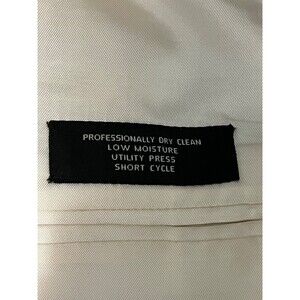 PROFESSIONALLY DRY CLEAN
LOW MOISTURE
UTILITY PRESS
SHORT CYCLE